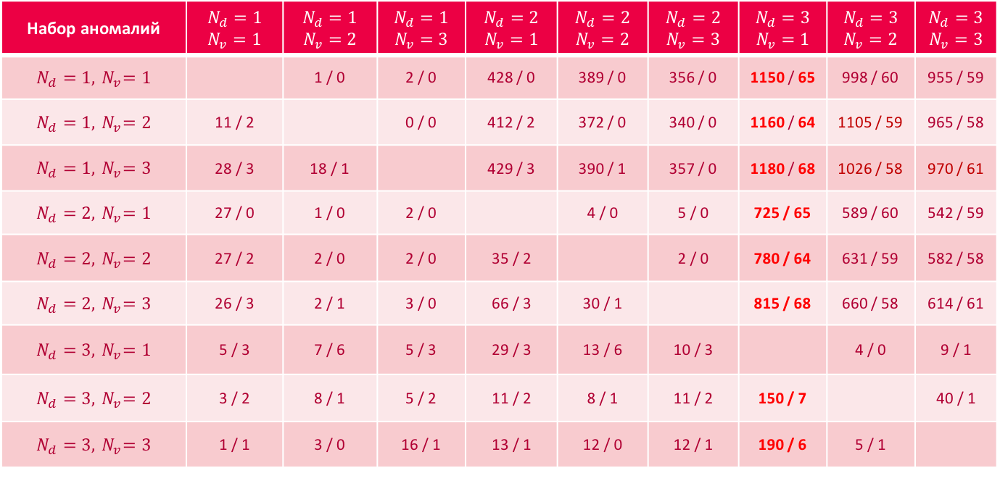 Набор аномалий N_d = 1 N_v = 1 N_d = 1 N_v = 2 N_d = 1 N_v = 3 N_d = 2 N_v = 1 N_d = 2 N_v = 2 N_d = 2 N_v = 3 N_d = 3 N_v = 1 N_d = 3 N_v = 2 N_d = 3 N_v = 3
N_d = 1, N_v = 1 1 / 0 2 / 0 428 / 0 389 / 0 356 / 0 1150 / 65 998 / 60 955 / 59
N_d = 1, N_v = 2 11 / 2 0 / 0 412 / 2 372 / 0 340 / 0 1160 / 64 1105 / 59 965 / 58
N_d = 1, N_v = 3 28 / 3 18 / 1 429 / 3 390 / 1 357 / 0 1180 / 68 1026 / 58 970 / 61
N_d = 2, N_v = 1 27 / 0 1 / 0 2 / 0 4 / 0 5 / 0 725 / 65 589 / 60 542 / 59
N_d = 2, N_v = 2 27 / 2 2 / 0 2 / 0 35 / 2 2 / 0 780 / 64 631 / 59 582 / 58
N_d = 2, N_v = 3 26 / 3 2 / 1 3 / 0 66 / 3 30 / 1 815 / 68 660 / 58 614 / 61
N_d = 3, N_v = 1 5 / 3 7 / 6 5 / 3 29 / 3 13 / 6 10 / 3 4 / 0 9 / 1
N_d = 3, N_v = 2 3 / 2 8 / 1 5 / 2 11 / 2 8 / 1 11 / 2 150 / 7 40 / 1
N_d = 3, N_v = 3 1 / 1 3 / 0 16 / 1 13 / 1 12 / 0 12 / 1 190 / 6 5 / 1